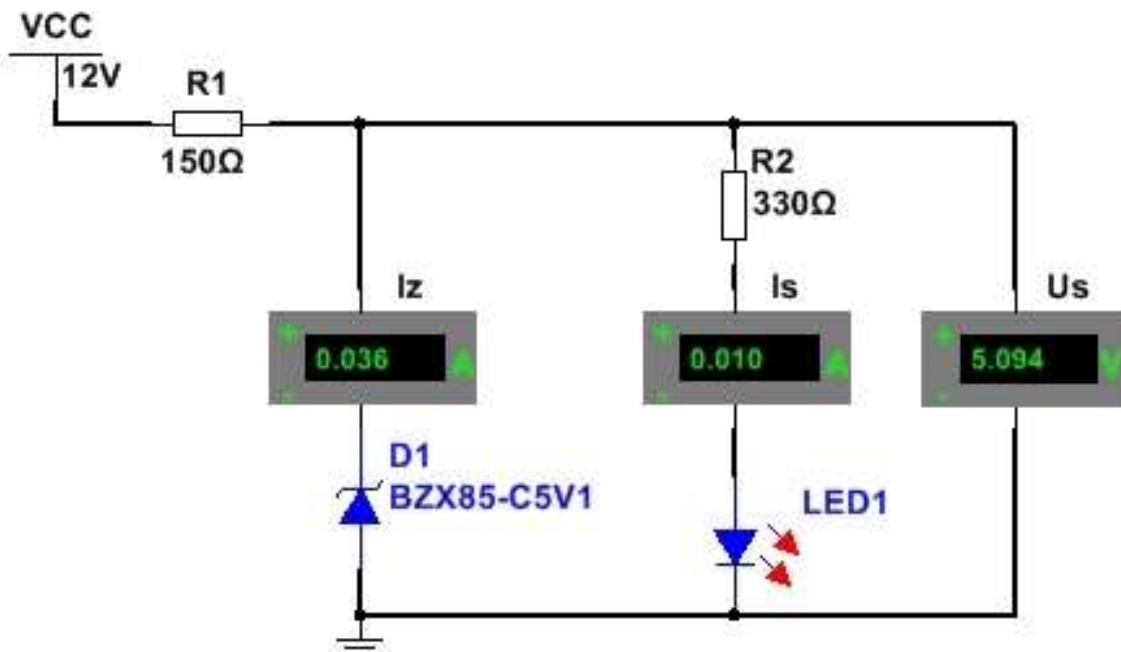 VCC
12V
R1
150Ω
R2
330Ω
Iz
Is
Us
+
0.036 A
-
+
0.010 A
-
+
5.094 V
-
D1
BZX85-C5V1
LED1